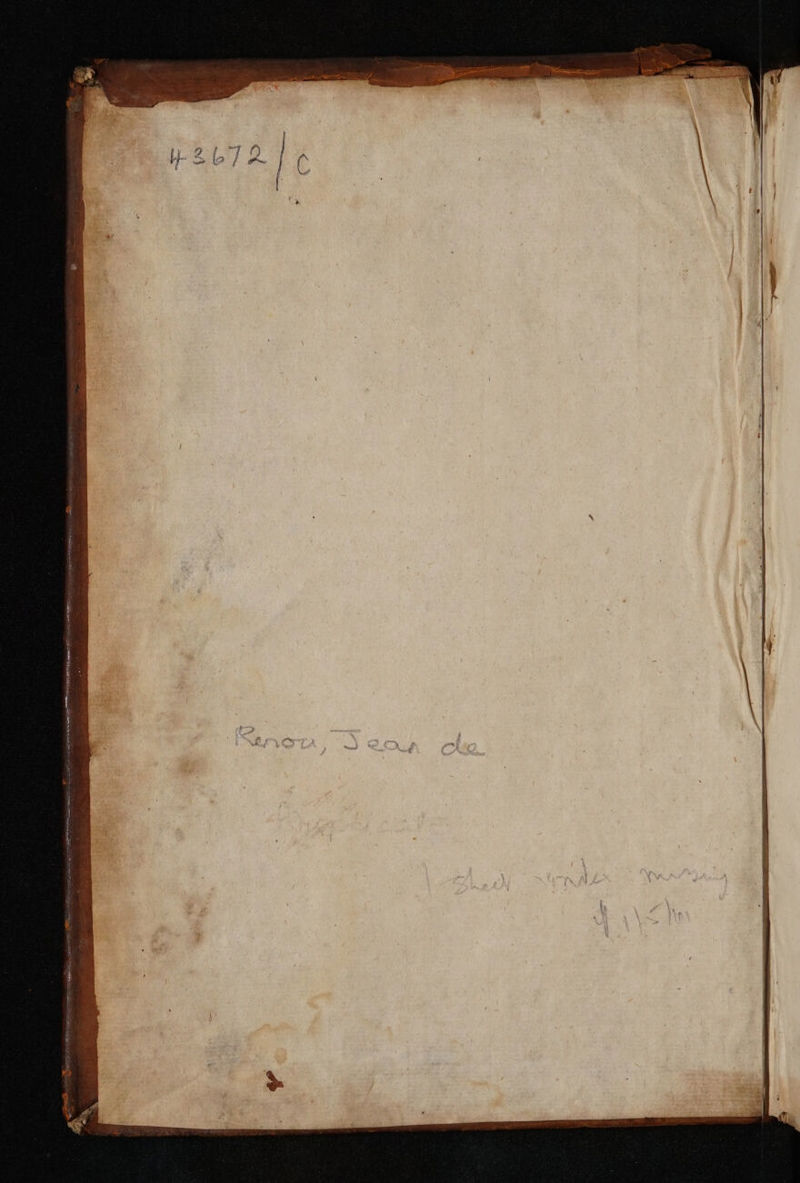 43672/C
Renou, Jean de
1 sheet index missing